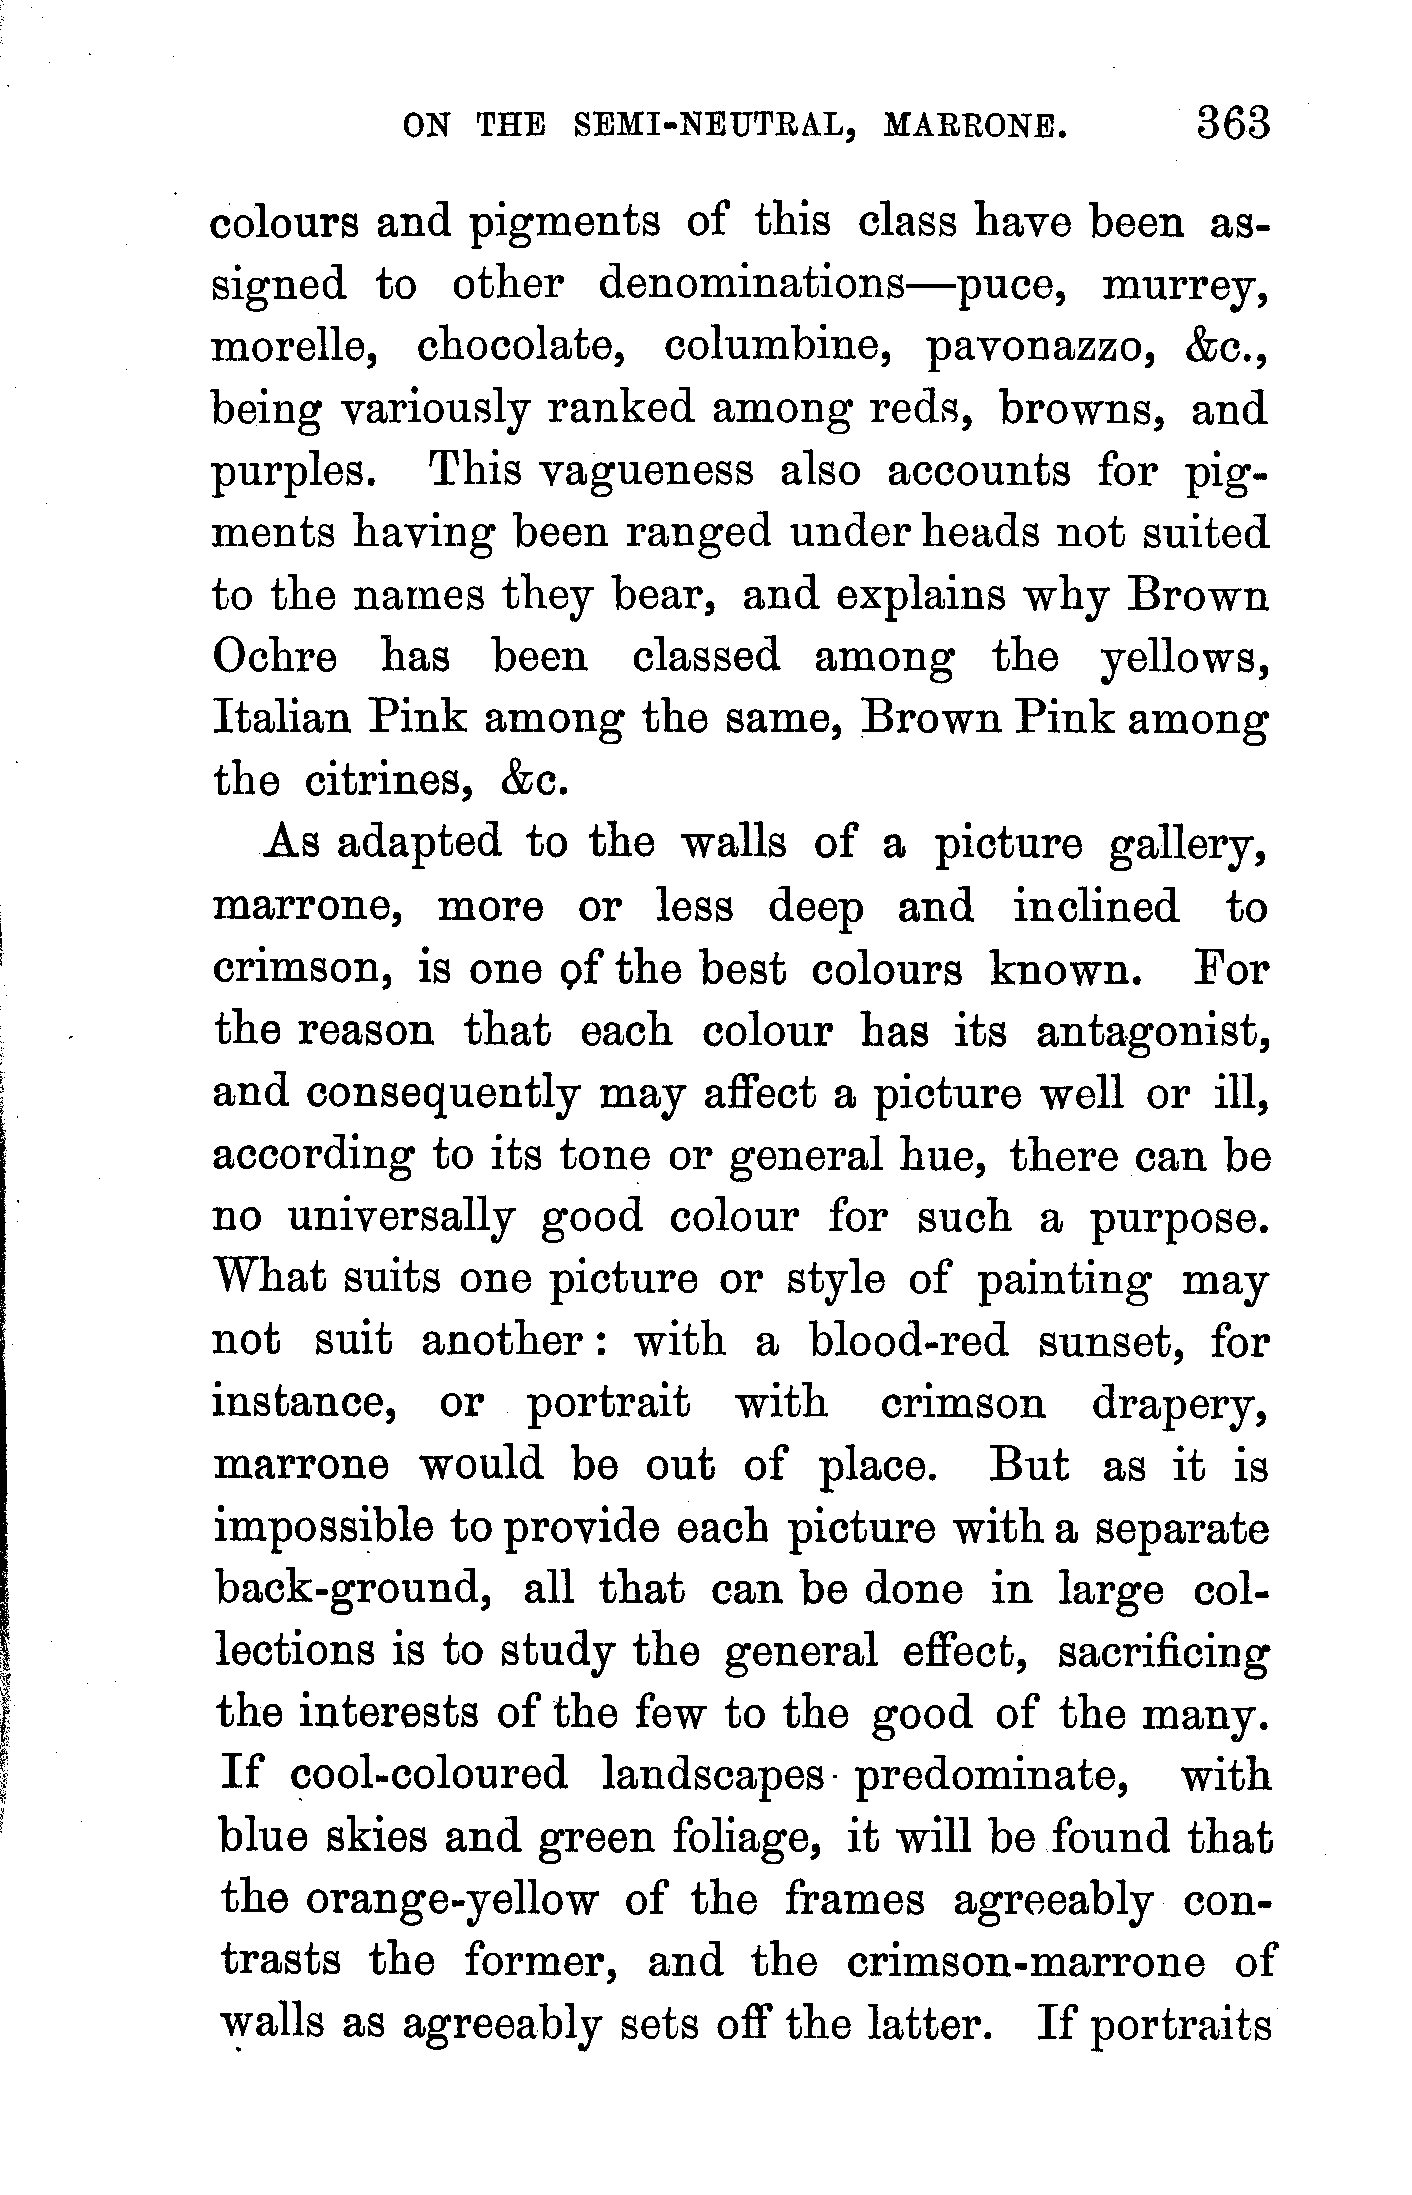 ON THE SEMI-NEUTRAL, MARRONE. 363
colours and pigments of this class have been as-
signed to other denominations—puce, murrey,
morelle, chocolate, columbine, pavonazzo, &c.,
being variously ranked among reds, browns, and
purples. This vagueness also accounts for pig-
ments having been ranged under heads not suited
to the names they bear, and explains why Brown
Ochre has been classed among the yellows,
Italian Pink among the same, Brown Pink among
the citrines, &c.
As adapted to the walls of a picture gallery,
marrone, more or less deep and inclined to
crimson, is one of the best colours known. For
the reason that each colour has its antagonist,
and consequently may affect a picture well or ill,
according to its tone or general hue, there can be
no universally good colour for such a purpose.
What suits one picture or style of painting may
not suit another: with a blood-red sunset, for
instance, or portrait with crimson drapery,
marrone would be out of place. But as it is
impossible to provide each picture with a separate
back-ground, all that can be done in large col-
lections is to study the general effect, sacrificing
the interests of the few to the good of the many.
If cool-coloured landscapes predominate, with
blue skies and green foliage, it will be found that
the orange-yellow of the frames agreeably con-
trasts the former, and the crimson-marrone of
walls as agreeably sets off the latter. If portraits